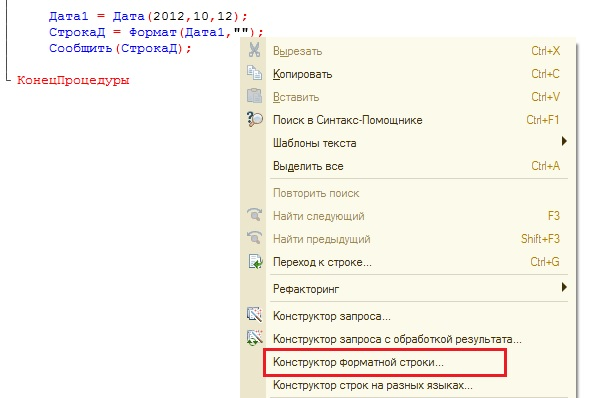 Дата1 = Дата(2012,10,12);
СтрокаД = Формат(Дата1,"");
Сообщить(СтрокаД);
КонецПроцедуры
Вырезать Ctrl+X
Копировать Ctrl+C
Вставить Ctrl+V
Поиск в Синтакс-Помощнике Ctrl+F1
Шаблоны текста
Выделить все Ctrl+A
Повторить поиск
Найти следующий F3
Найти предыдущий Shift+F3
Переход к строке... Ctrl+G
Рефакторинг
Конструктор запроса...
Конструктор запроса с обработкой результата...
Конструктор форматной строки...
Конструктор строк на разных языках...